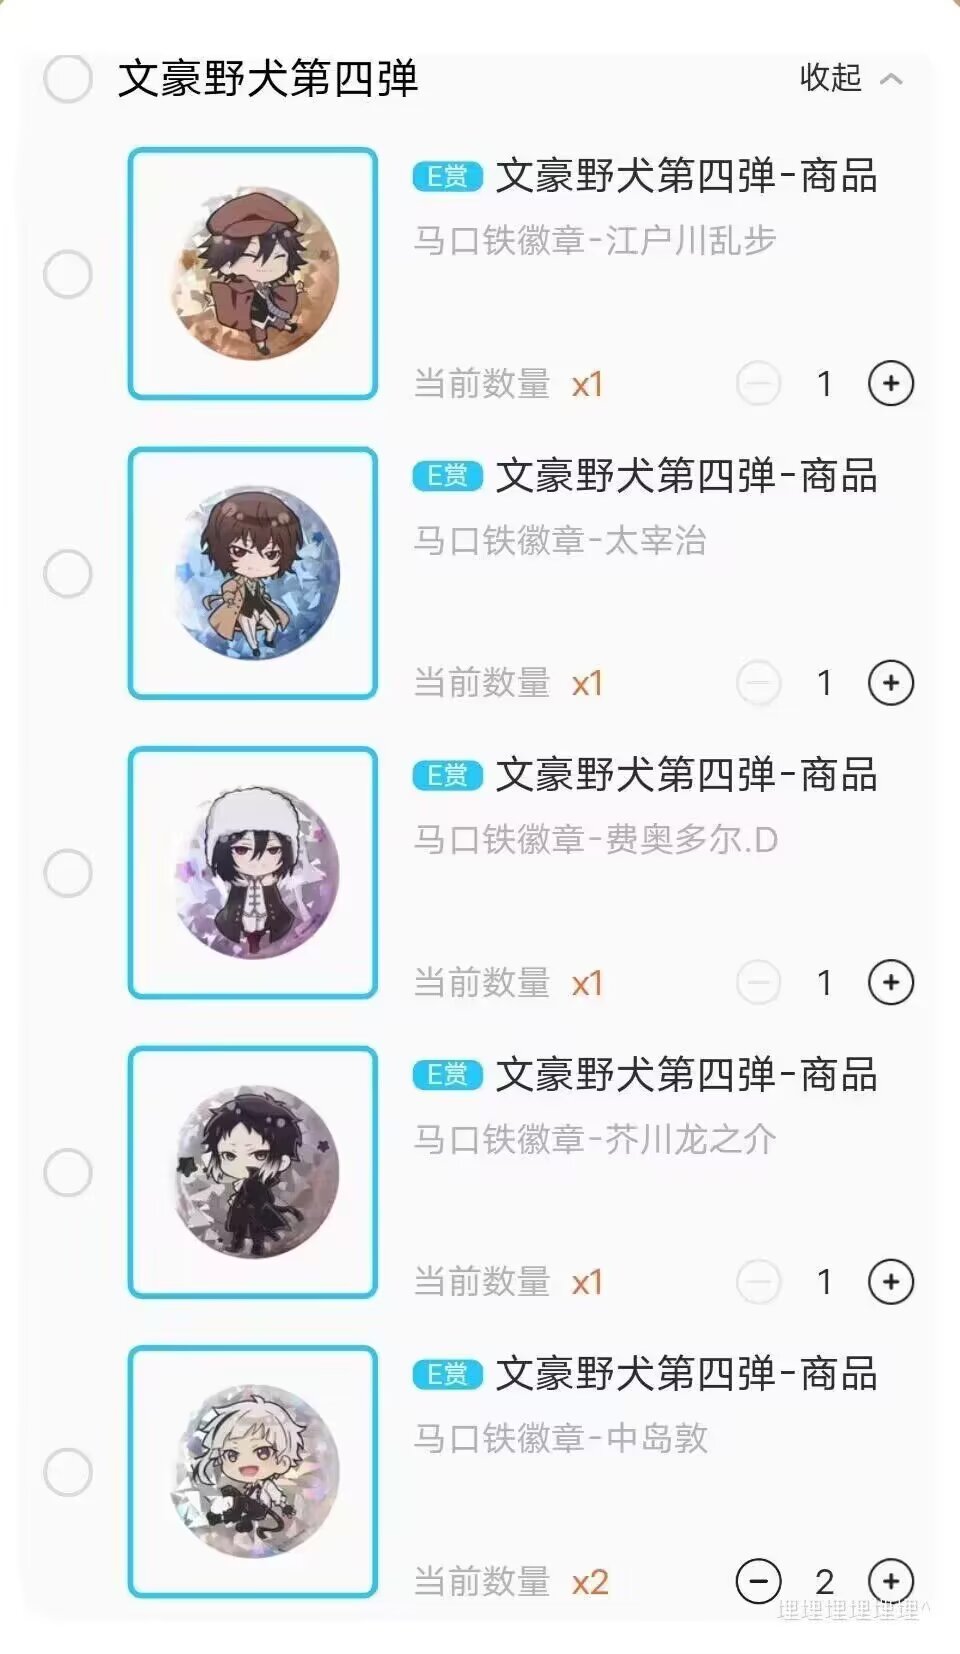 文豪野犬第四弹 收起
E赏 文豪野犬第四弹-商品
马口铁徽章-江户川乱步
当前数量 x1 1
E赏 文豪野犬第四弹-商品
马口铁徽章-太宰治
当前数量 x1 1
E赏 文豪野犬第四弹-商品
马口铁徽章-费奥多尔.D
当前数量 x1 1
E赏 文豪野犬第四弹-商品
马口铁徽章-芥川龙之介
当前数量 x1 1
E赏 文豪野犬第四弹-商品
马口铁徽章-中岛敦
当前数量 x2 2
埋埋埋埋埋埋^